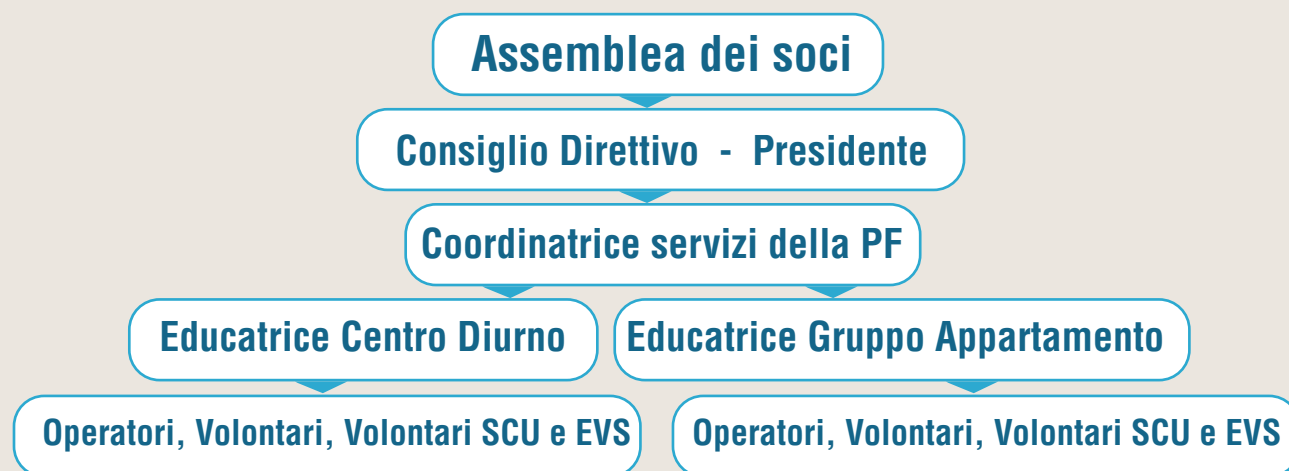 Assemblea dei soci
Consiglio Direttivo - Presidente
Coordinatrice servizi della PF
Educatrice Centro Diurno
Educatrice Gruppo Appartamento
Operatori, Volontari, Volontari SCU e EVS
Operatori, Volontari, Volontari SCU e EVS